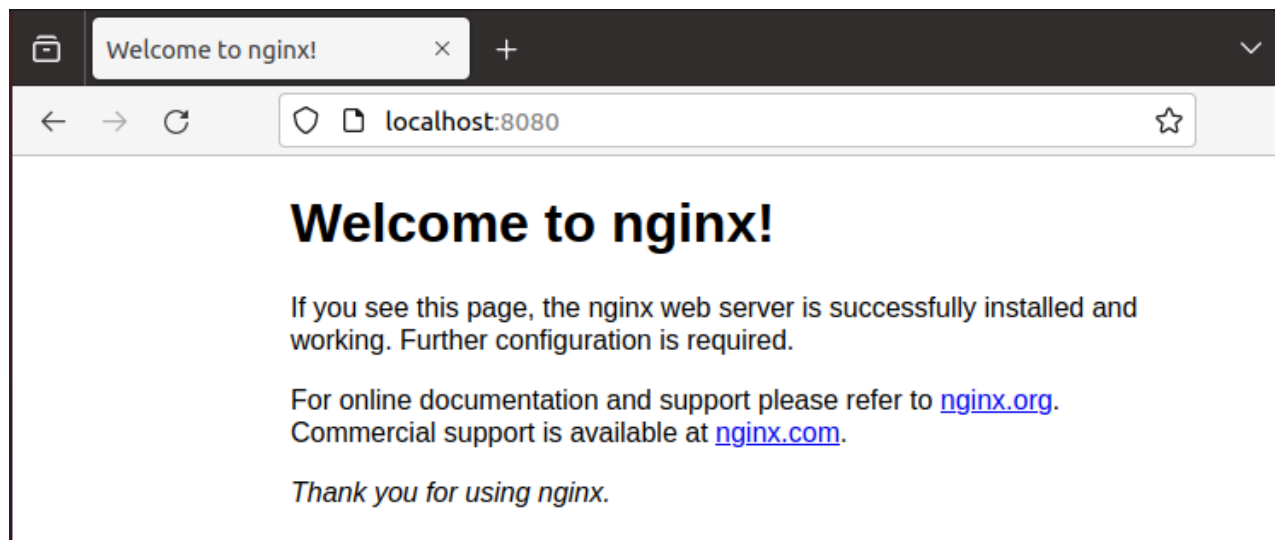 Welcome to nginx!
localhost:8080
Welcome to nginx!
If you see this page, the nginx web server is successfully installed and
working. Further configuration is required.
For online documentation and support please refer to nginx.org.
Commercial support is available at nginx.com.
Thank you for using nginx.